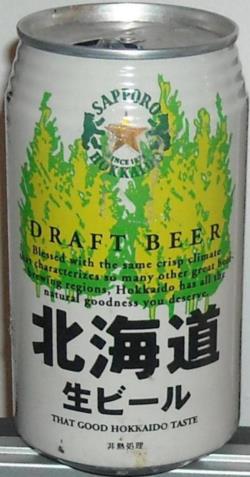 SAPPORO
SINCE 18
HOKKAIDO
DRAFT BEER
Blessed with the same crisp climate
characterizes so many other great beer
brewing regions, Hokkaido has all the
natural goodness you deserve.
北海道
生ビール
THAT GOOD HOKKAIDO TASTE
非熱処理